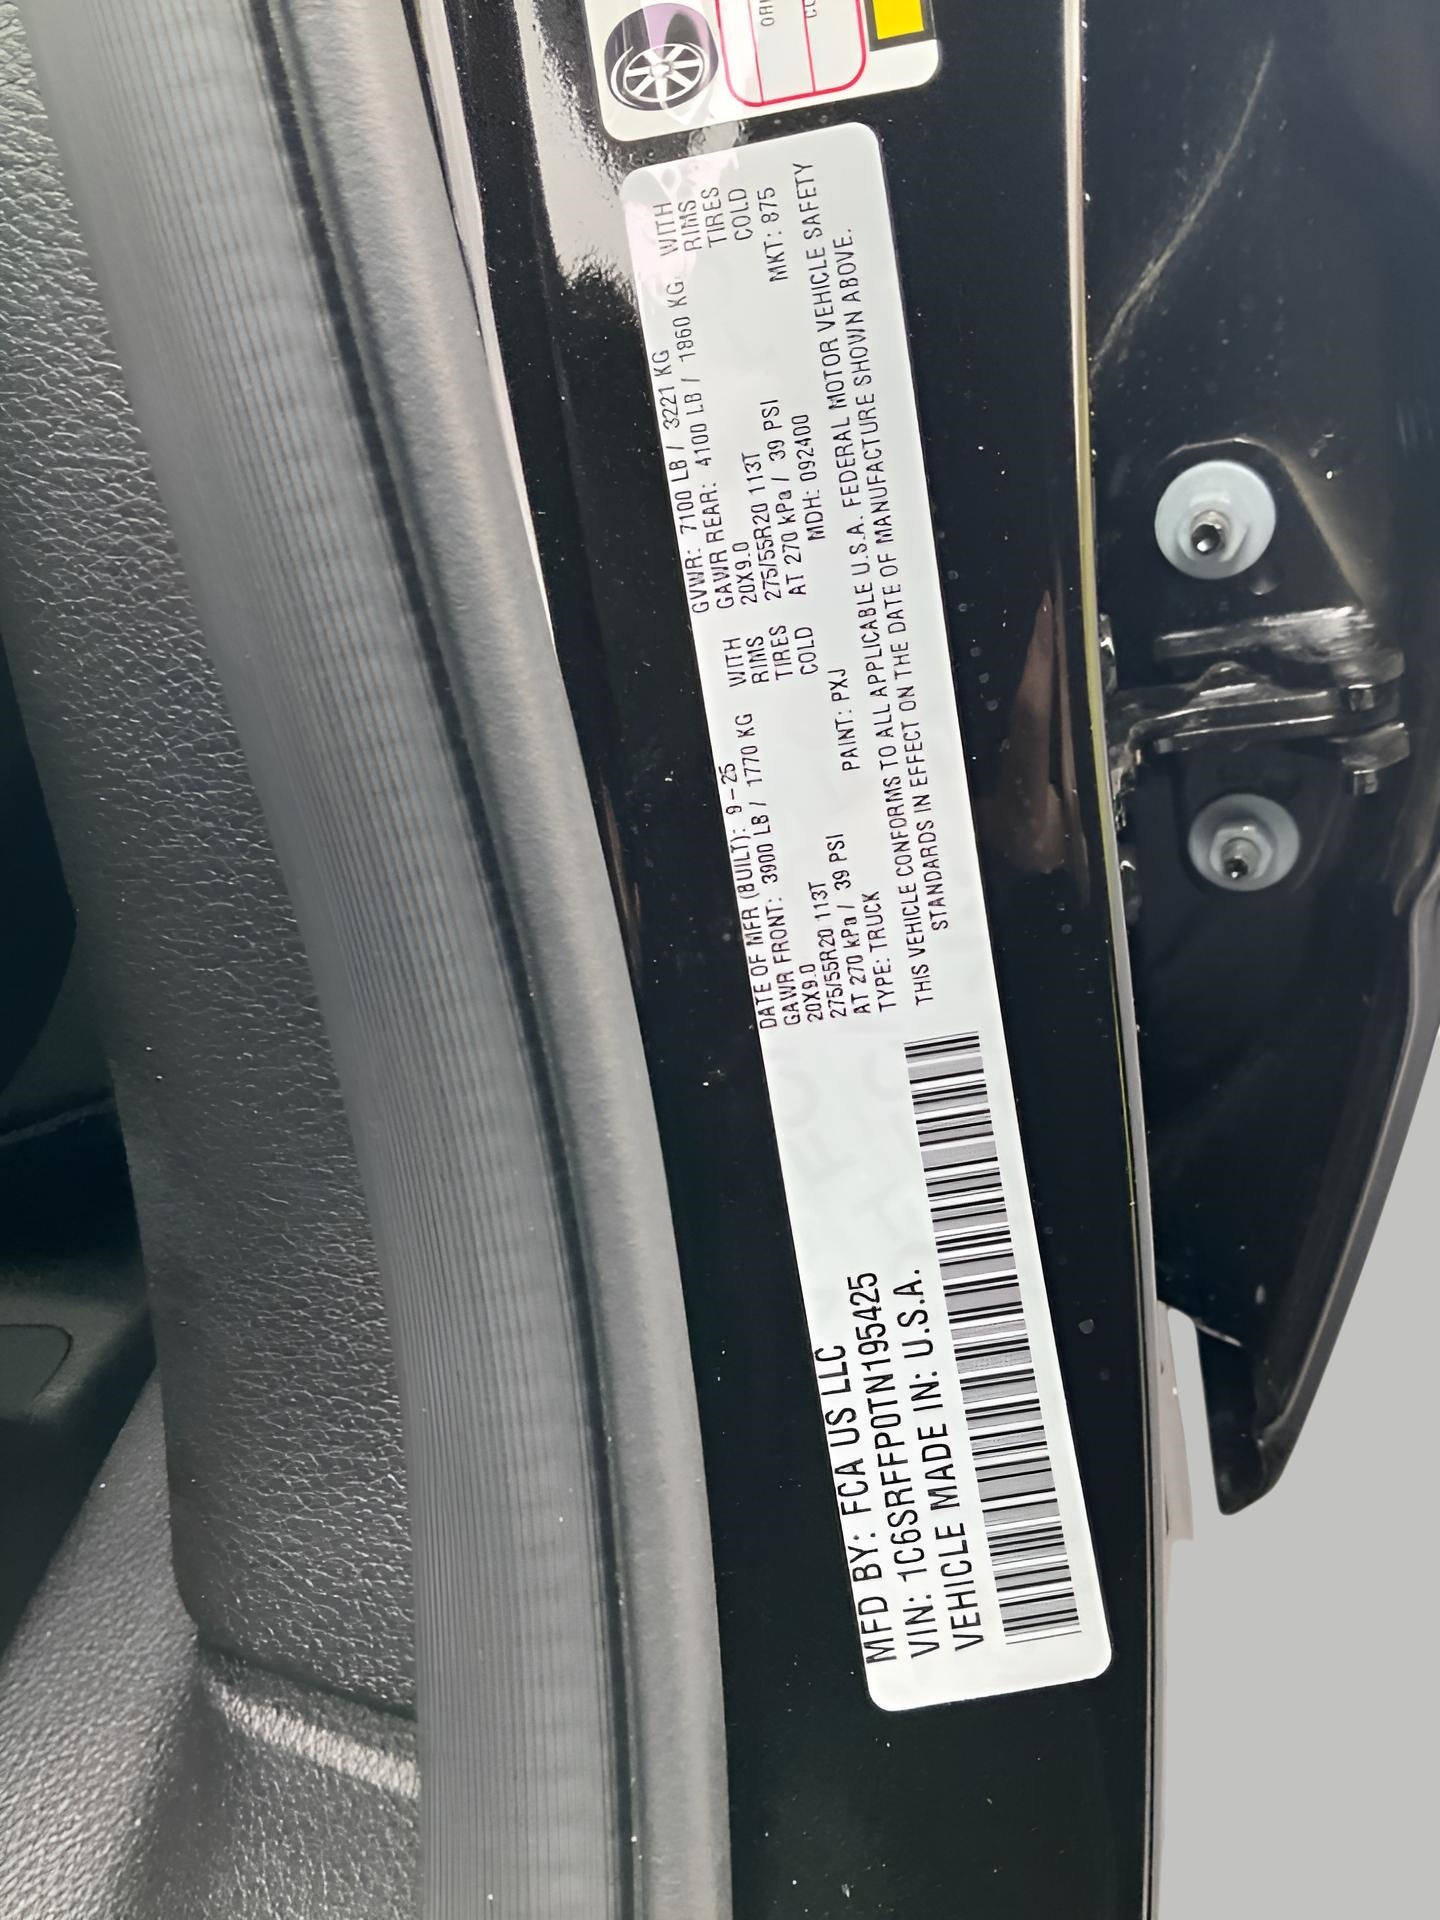 MFD BY: FCA US LLC
VIN: 1C6SRFFP0TN195425
VEHICLE MADE IN: U.S.A.
DATE OF MFR (BUILT): 9-25 GVWR: 7100 LB / 3221 KG
GAWR FRONT: 3900 LB / 1770 KG WITH GAWR REAR: 4100 LB / 1860 KG WITH
20X9.0 RIMS 20X9.0 RIMS
275/55R20 113T TIRES 275/55R20 113T TIRES
AT 270 kPa / 39 PSI COLD AT 270 kPa / 39 PSI COLD
TYPE: TRUCK PAINT: PXJ MDH: 092400 MKT: 875
THIS VEHICLE CONFORMS TO ALL APPLICABLE U.S.A. FEDERAL MOTOR VEHICLE SAFETY
STANDARDS IN EFFECT ON THE DATE OF MANUFACTURE SHOWN ABOVE.